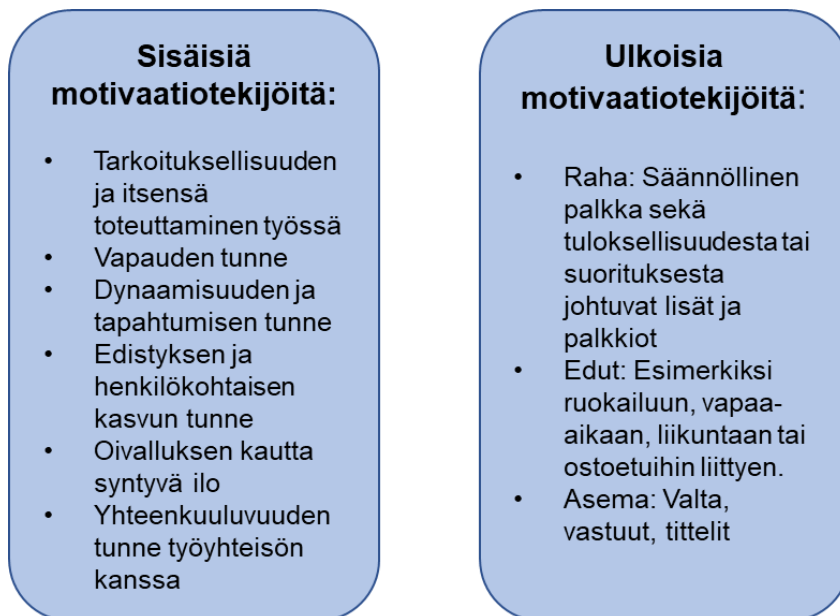 Sisäisiä
motivaatiotekijöitä:
• Tarkoituksellisuuden
ja itsensä
toteuttaminen työssä
• Vapauden tunne
• Dynaamisuuden ja
tapahtumisen tunne
• Edistyksen ja
henkilökohtaisen
kasvun tunne
• Oivalluksen kautta
syntyvä ilo
• Yhteenkuuluvuuden
tunne työyhteisön
kanssa
Ulkoisia
motivaatiotekijöitä:
• Raha: Säännöllinen
palkka sekä
tuloksellisuudesta tai
suorituksesta
johtuvat lisät ja
palkkiot
• Edut: Esimerkiksi
ruokailuun, vapaa-
aikaan, liikuntaan tai
ostoetuihin liittyen.
• Asema: Valta,
vastuut, tittelit